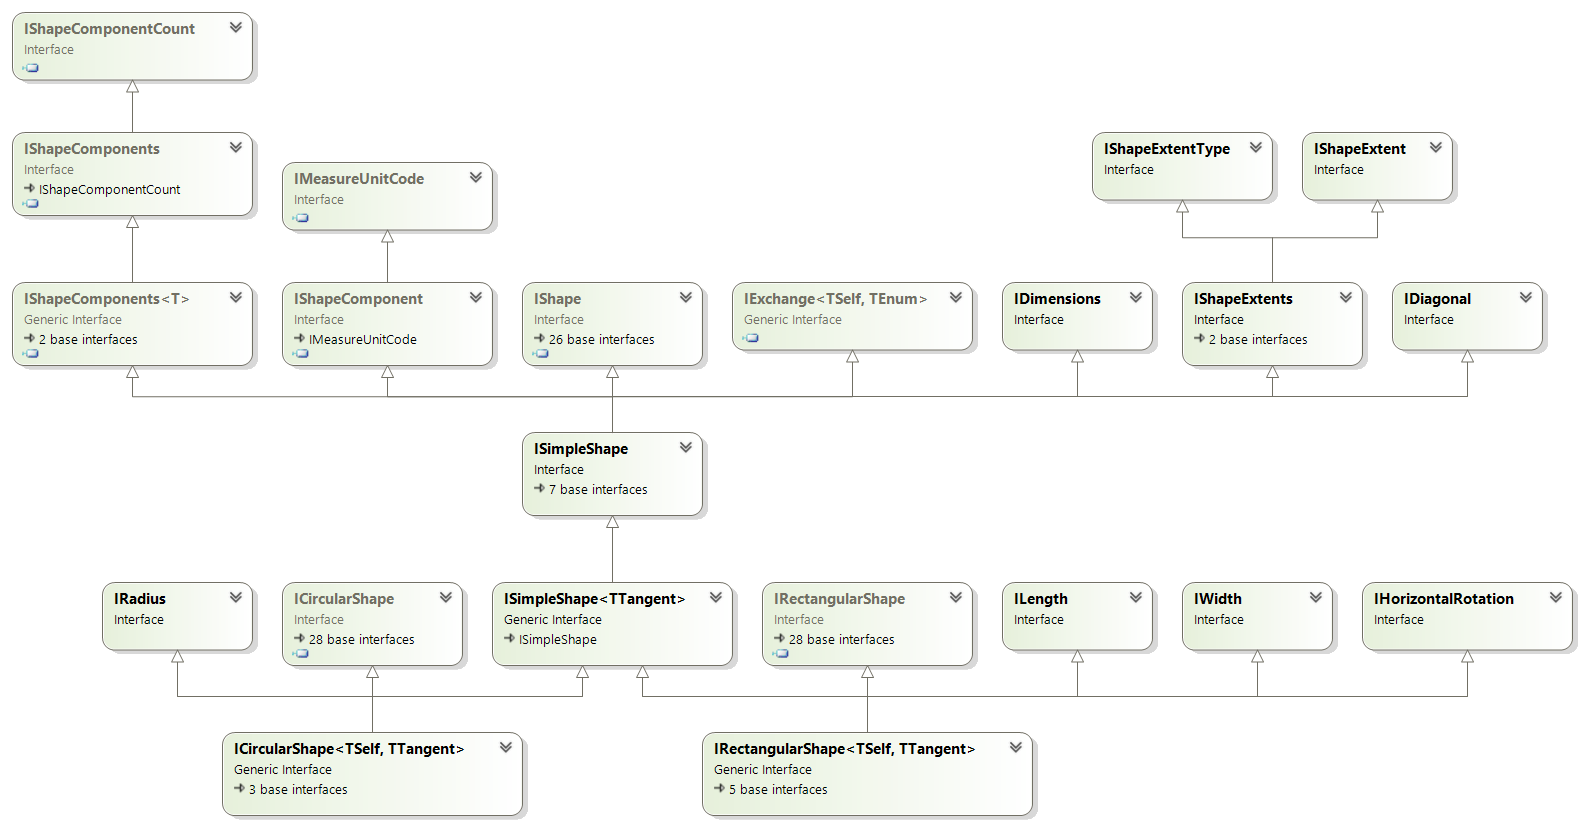 IShapeComponentCount
Interface
IShapeComponents
Interface
IShapeComponentCount
IMeasureUnitCode
Interface
IShapeExtentType
Interface
IShapeExtent
Interface
IShapeComponents<T>
Generic Interface
2 base interfaces
IShapeComponent
Interface
IMeasureUnitCode
IShape
Interface
26 base interfaces
IExchange<TSelf, TEnum>
Generic Interface
IDimensions
Interface
IShapeExtents
Interface
2 base interfaces
IDiagonal
Interface
ISimpleShape
Interface
7 base interfaces
IRadius
Interface
ICircularShape
Interface
28 base interfaces
ISimpleShape<TTangent>
Generic Interface
ISimpleShape
IRectangularShape
Interface
28 base interfaces
ILength
Interface
IWidth
Interface
IHorizontalRotation
Interface
ICircularShape<TSelf, TTangent>
Generic Interface
3 base interfaces
IRectangularShape<TSelf, TTangent>
Generic Interface
5 base interfaces